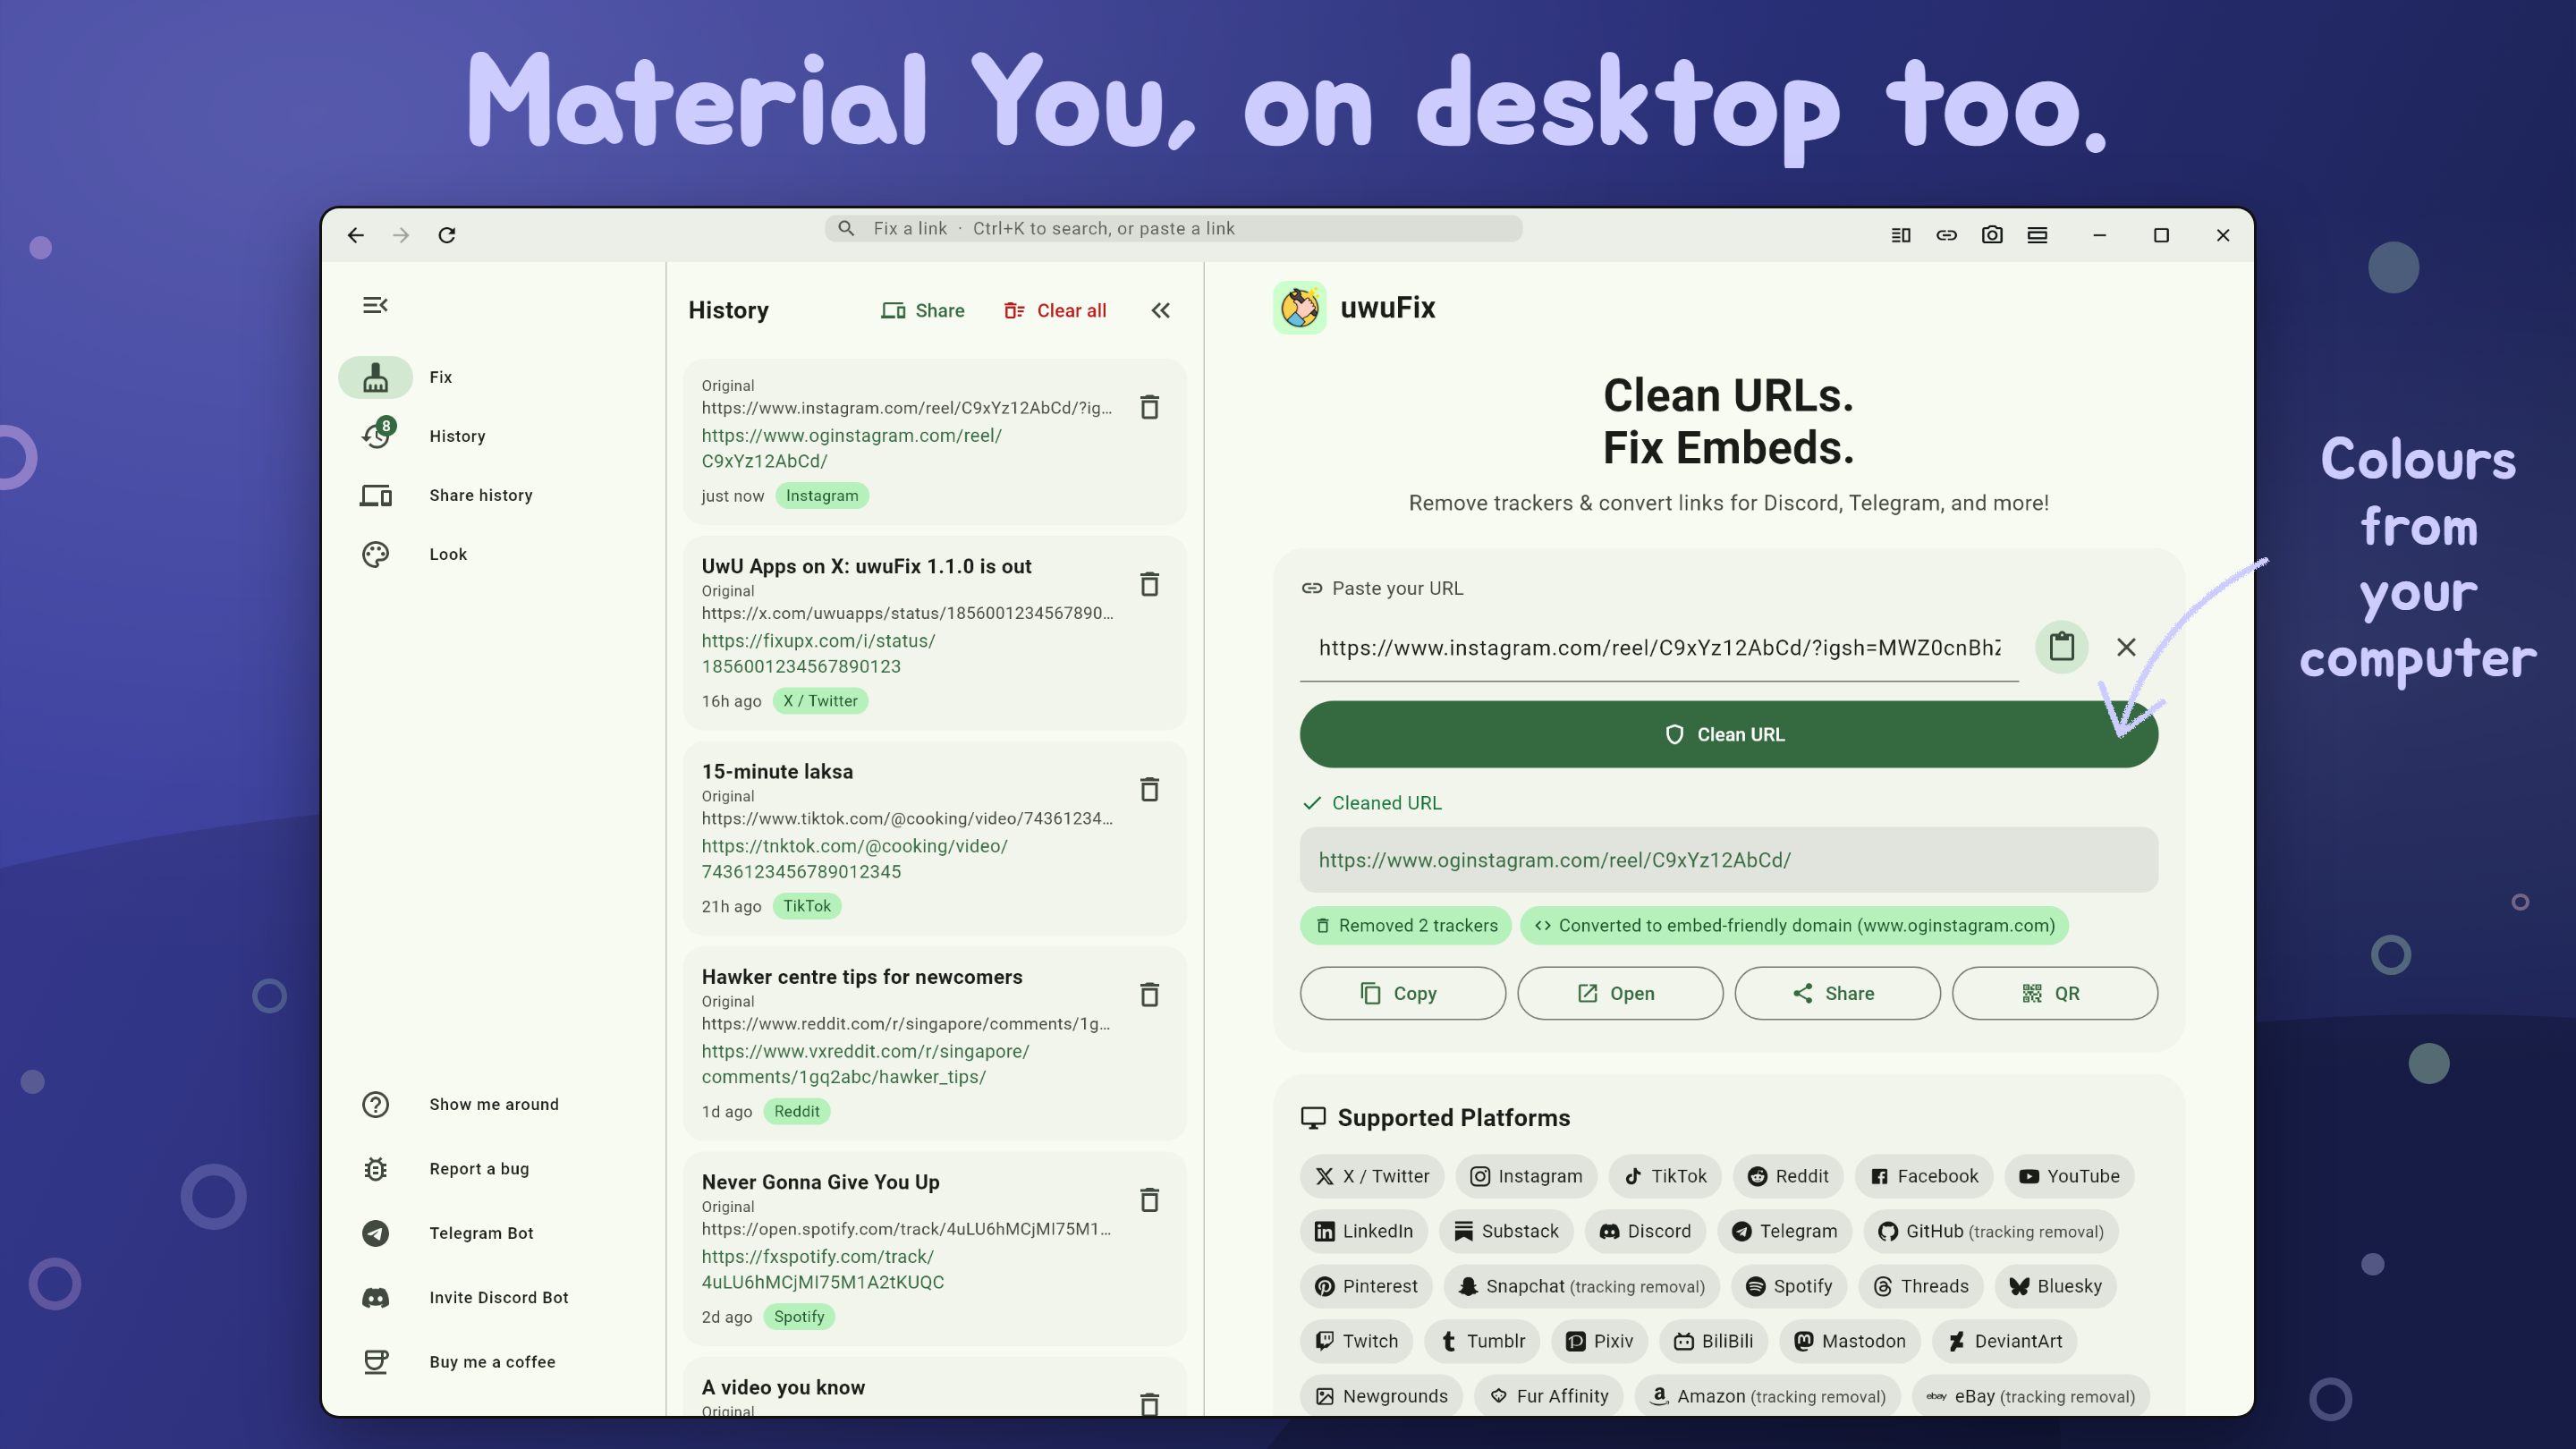 Material You, on desktop too.
Fix a link · Ctrl+K to search, or paste a link
Fix
8
History
Share history
Look
Show me around
Report a bug
Telegram Bot
Invite Discord Bot
Buy me a coffee
History
Share
Clear all
Original
https://www.instagram.com/reel/C9xYz12AbCd/?ig...
https://www.oginstagram.com/reel/
C9xYz12AbCd/
just now Instagram
UwU Apps on X: uwuFix 1.1.0 is out
Original
https://x.com/uwuapps/status/1856001234567890...
https://fixupx.com/i/status/
1856001234567890123
16h ago X / Twitter
15-minute laksa
Original
https://www.tiktok.com/@cooking/video/74361234...
https://tnktok.com/@cooking/video/
7436123456789012345
21h ago TikTok
Hawker centre tips for newcomers
Original
https://www.reddit.com/r/singapore/comments/1g...
https://www.vxreddit.com/r/singapore/
comments/1gq2abc/hawker_tips/
1d ago Reddit
Never Gonna Give You Up
Original
https://open.spotify.com/track/4uLU6hMCjMI75M1...
https://fxspotify.com/track/
4uLU6hMCjMI75M1A2tKUQC
2d ago Spotify
A video you know
Original
uwuFix
Clean URLs.
Fix Embeds.
Remove trackers & convert links for Discord, Telegram, and more!
Paste your URL
https://www.instagram.com/reel/C9xYz12AbCd/?igsh=MWZ0cnBhZ
Clean URL
Cleaned URL
https://www.oginstagram.com/reel/C9xYz12AbCd/
Removed 2 trackers
<> Converted to embed-friendly domain (www.oginstagram.com)
Copy
Open
Share
QR
Supported Platforms
X / Twitter Instagram TikTok Reddit Facebook YouTube
LinkedIn Substack Discord Telegram GitHub (tracking removal)
Pinterest Snapchat (tracking removal) Spotify Threads Bluesky
Twitch Tumblr Pixiv BiliBili Mastodon DeviantArt
Newgrounds Fur Affinity Amazon (tracking removal) ebay eBay (tracking removal)
Colours
from
your
computer